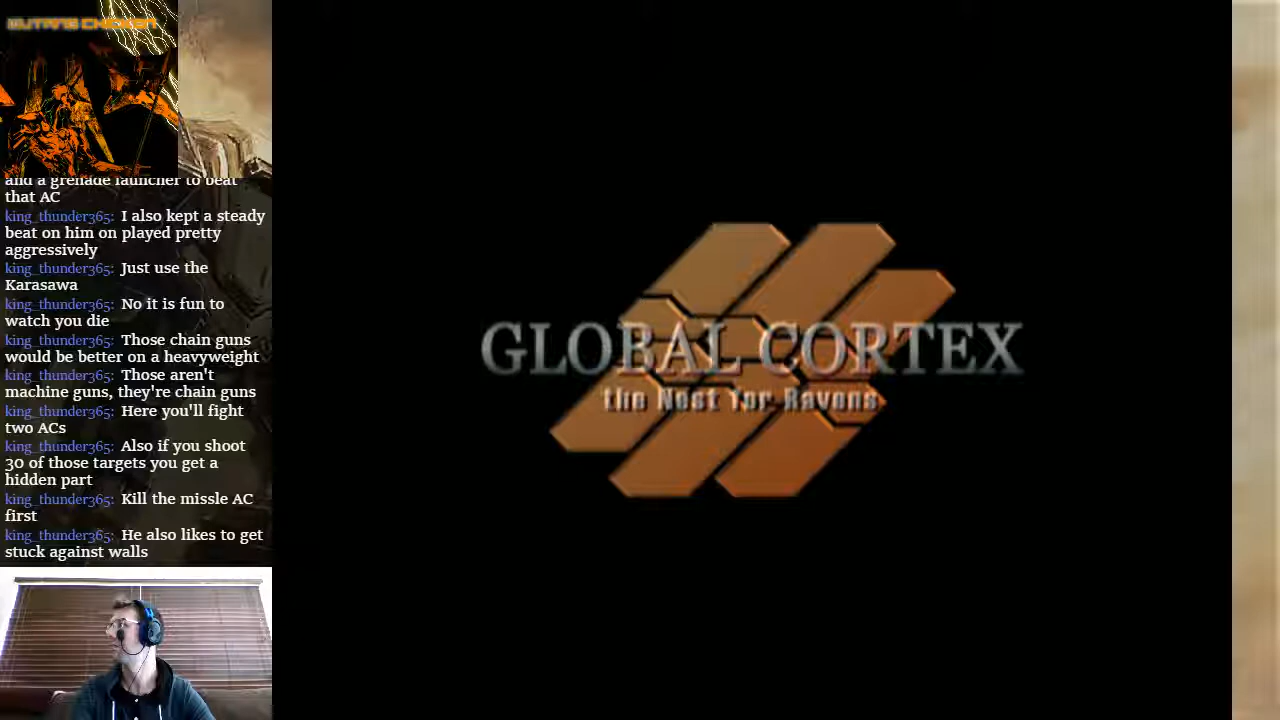 WUTANG CHICKEN
and a grenade launcher to beat
that AC
king_thunder365: I also kept a steady
beat on him on played pretty
aggressively
king_thunder365: Just use the
Karasawa
king_thunder365: No it is fun to
watch you die
king_thunder365: Those chain guns
would be better on a heavyweight
king_thunder365: Those aren't
machine guns, they're chain guns
king_thunder365: Here you'll fight
two ACs
king_thunder365: Also if you shoot
30 of those targets you get a
hidden part
king_thunder365: Kill the missle AC
first
king_thunder365: He also likes to get
stuck against walls
GLOBAL CORTEX
the Nest for Ravens